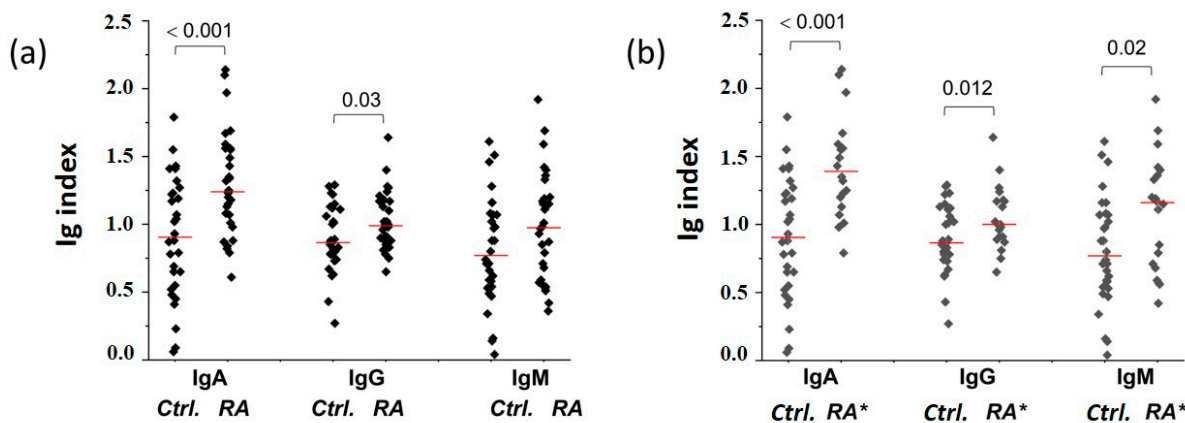 (a)
Ig index
2.5
2.0
1.5
1.0
0.5
0.0
< 0.001
0.03
IgA IgG IgM
Ctrl. RA Ctrl. RA Ctrl. RA
(b)
Ig index
2.5
2.0
1.5
1.0
0.5
0.0
< 0.001
0.012
0.02
IgA IgG IgM
Ctrl. RA* Ctrl. RA* Ctrl. RA*